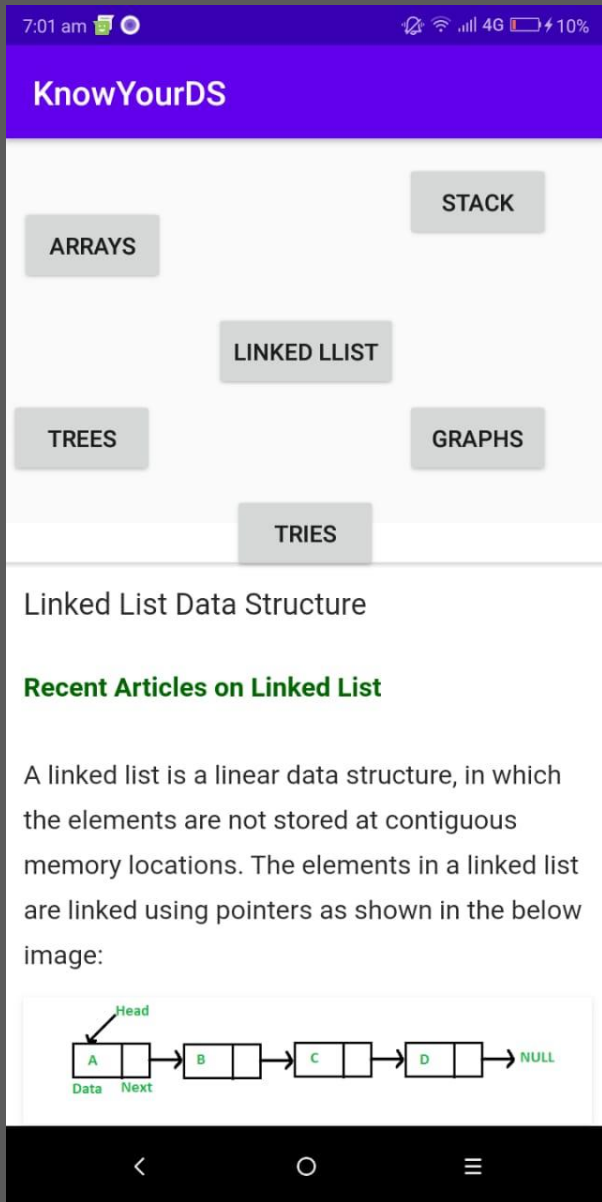 7:01 am 4G 10%
KnowYourDS
STACK
ARRAYS
LINKED LLIST
TREES GRAPHS
TRIES
Linked List Data Structure
Recent Articles on Linked List
A linked list is a linear data structure, in which
the elements are not stored at contiguous
memory locations. The elements in a linked list
are linked using pointers as shown in the below
image:
Head
A B C D NULL
Data Next